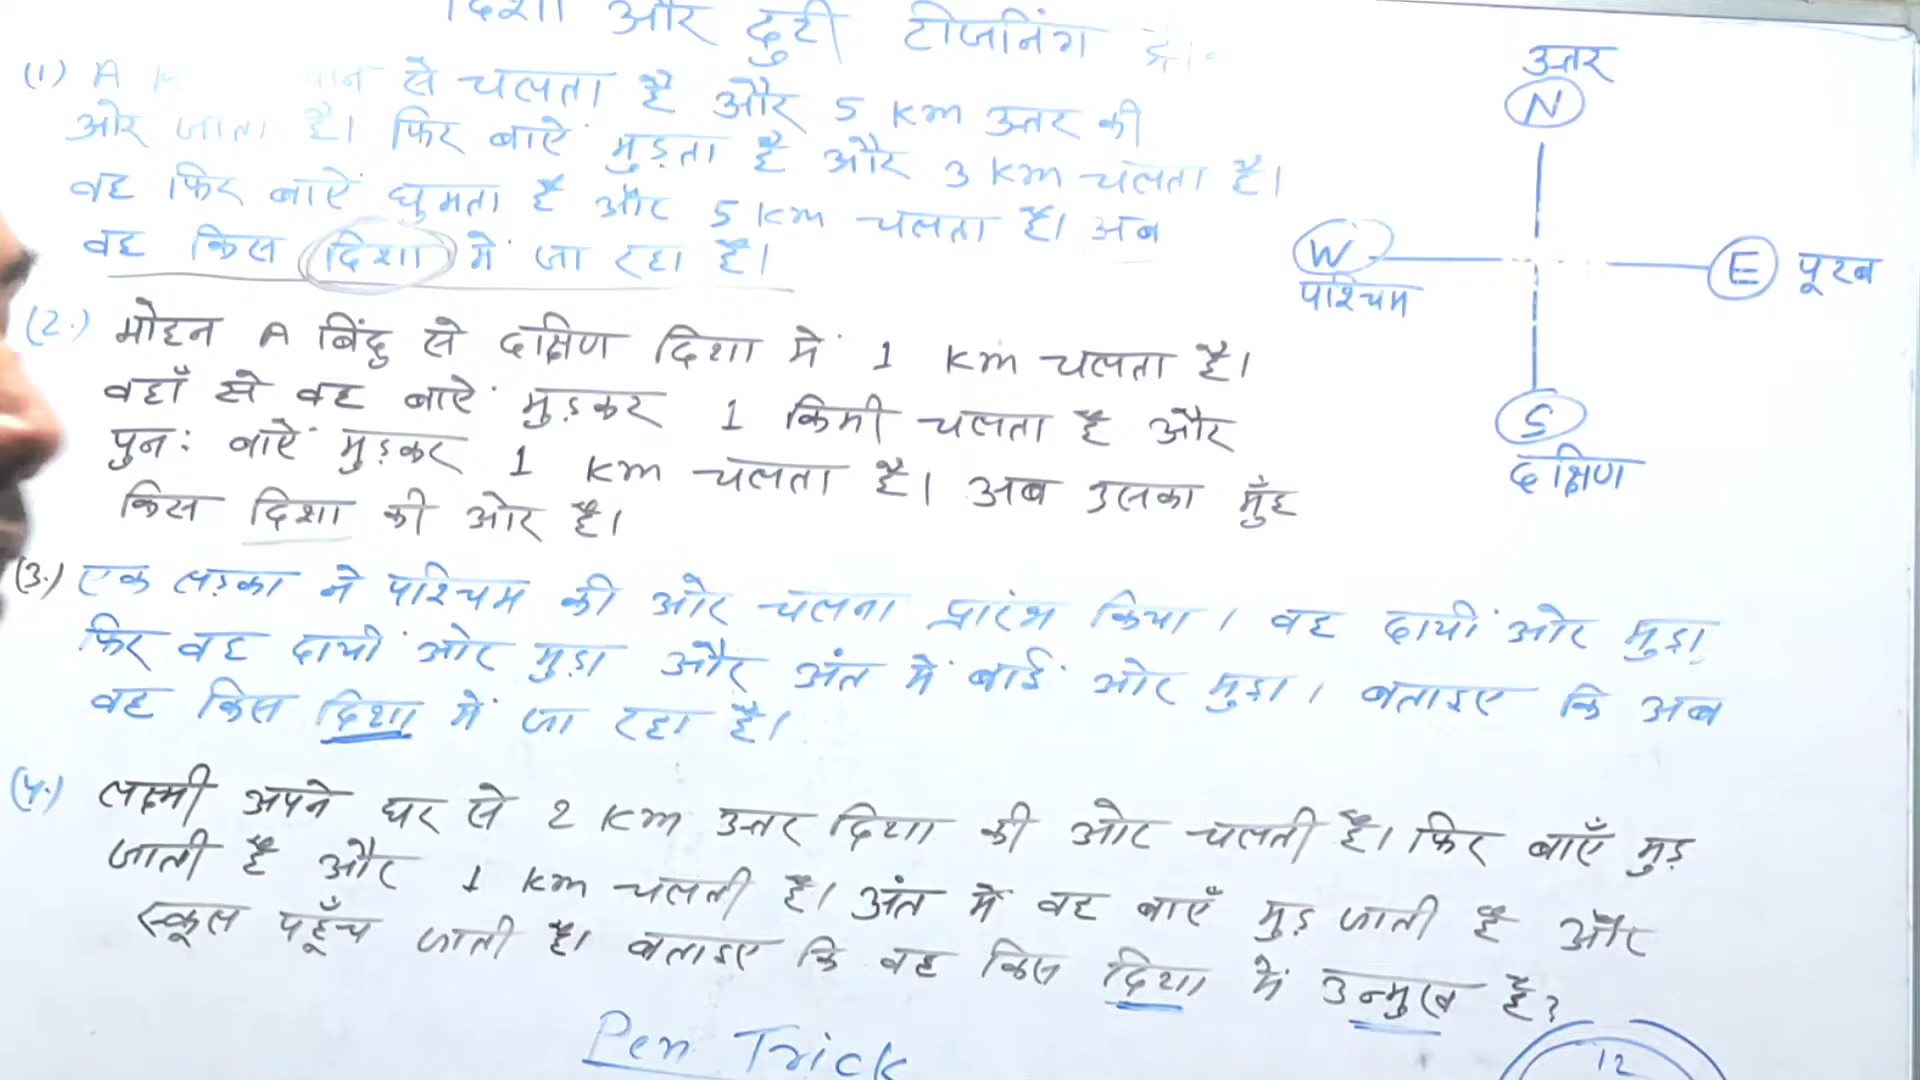 दिशा और दुरी रीजनिंग है।
(1) A से चलता है और 5 km उत्तर की
ओर जाता है। फिर बाऐं मुड़ता है और 3 km चलता है।
वह फिर बाऐं घुमता है और 5 km चलता है। अब
वह किस दिशा में जा रहा है।
(2.) मोहन A बिंदु से दक्षिण दिशा में 1 km चलता है।
वहाँ से वह बाऐं मुड़कर 1 किमी चलता है और
पुनः बाऐं मुड़कर 1 km चलता है। अब उसका मुँह
किस दिशा की ओर है।
(3.) एक लड़का ने पश्चिम की ओर चलना प्रारंभ किया। वह दायीं ओर मुड़ा
फिर वह दायीं ओर मुड़ा और अंत में बाईं ओर मुड़ा। बताइए कि अब
वह किस दिशा में जा रहा है।
(4.) लक्ष्मी अपने घर से 2 km उत्तर दिशा की ओर चलती है। फिर बाएँ मुड़
जाती है और 1 km चलती है। अंत में वह बाएँ मुड़ जाती है और
स्कूल पहूँच जाती है। बताइए कि वह किस दिशा में उन्मुख है?
Pen Trick
उत्तर
N
W
पश्चिम
E पूरब
S
दक्षिण
12